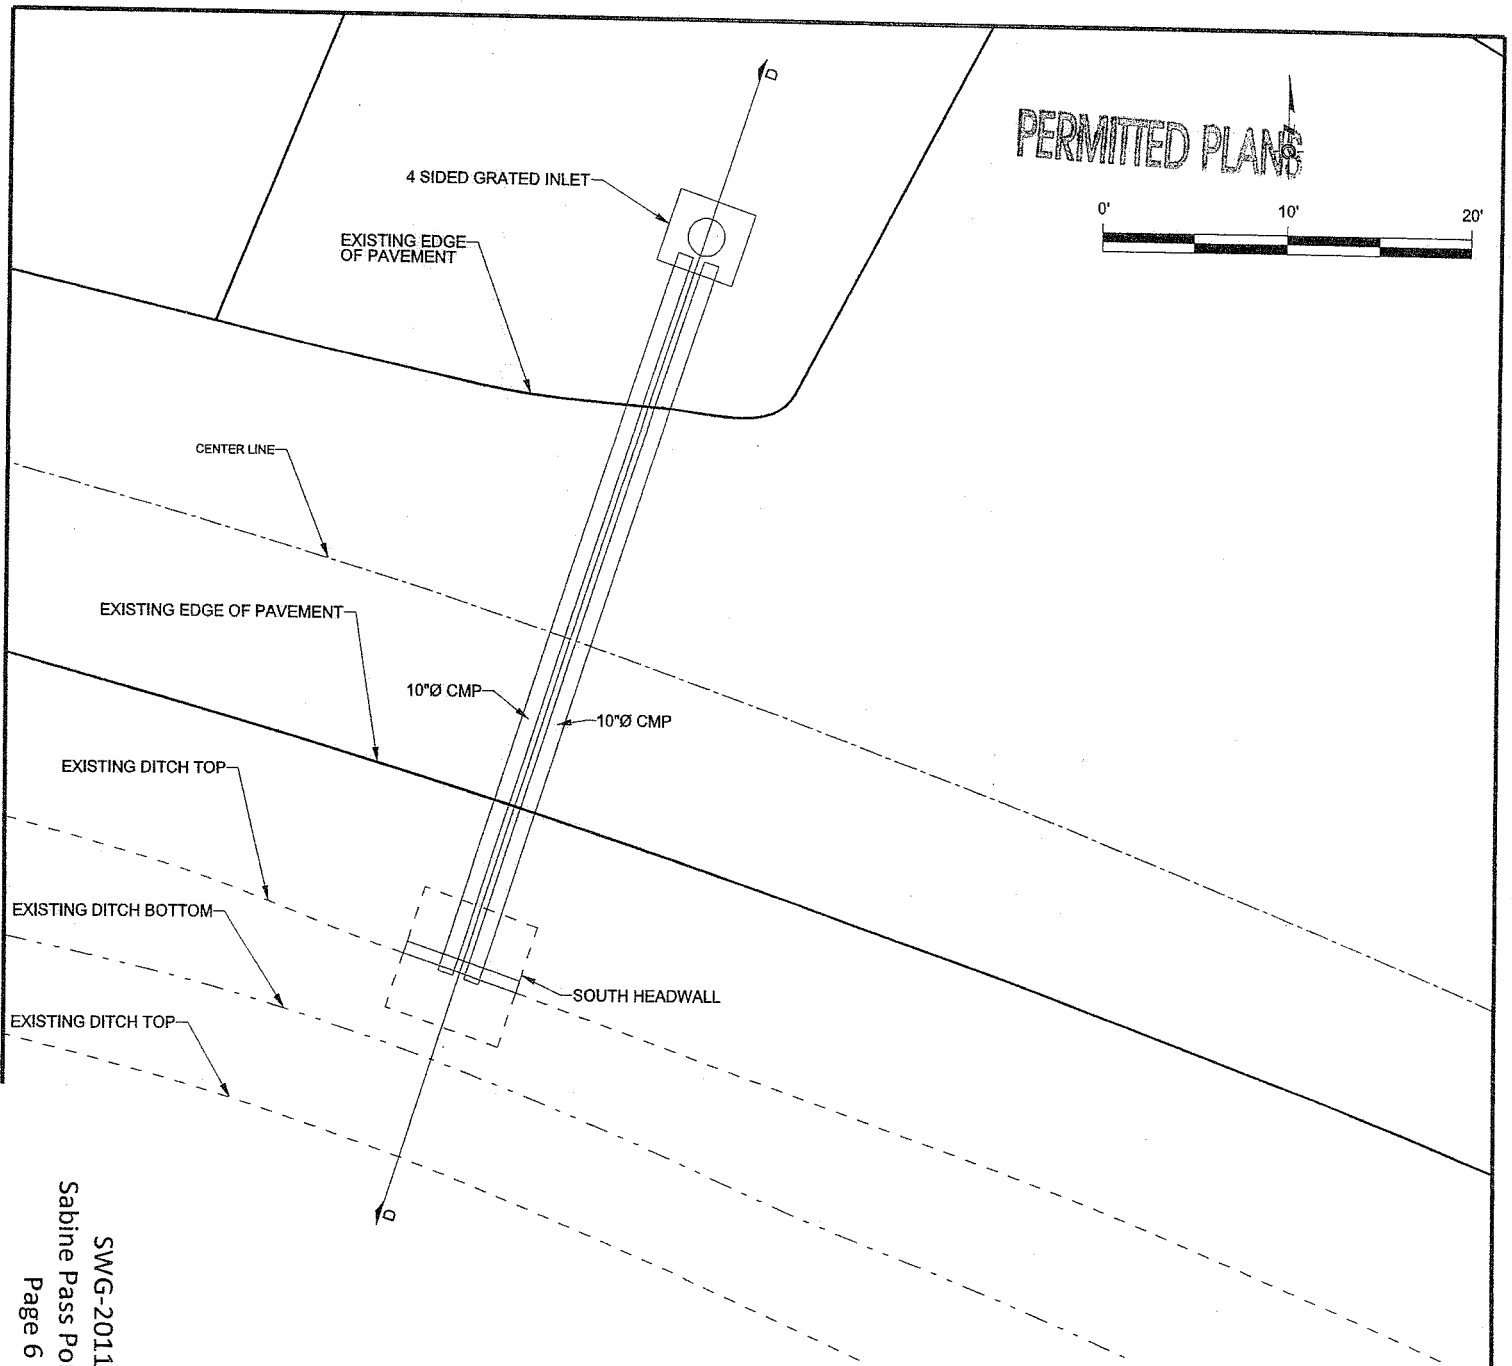 D
PERMITTED PLANS
4 SIDED GRATED INLET
0' 10' 20'
EXISTING EDGE
OF PAVEMENT
CENTER LINE
EXISTING EDGE OF PAVEMENT
10"Ø CMP
10"Ø CMP
EXISTING DITCH TOP
EXISTING DITCH BOTTOM
SOUTH HEADWALL
EXISTING DITCH TOP
D
SWG-2011
Sabine Pass Po
Page 6